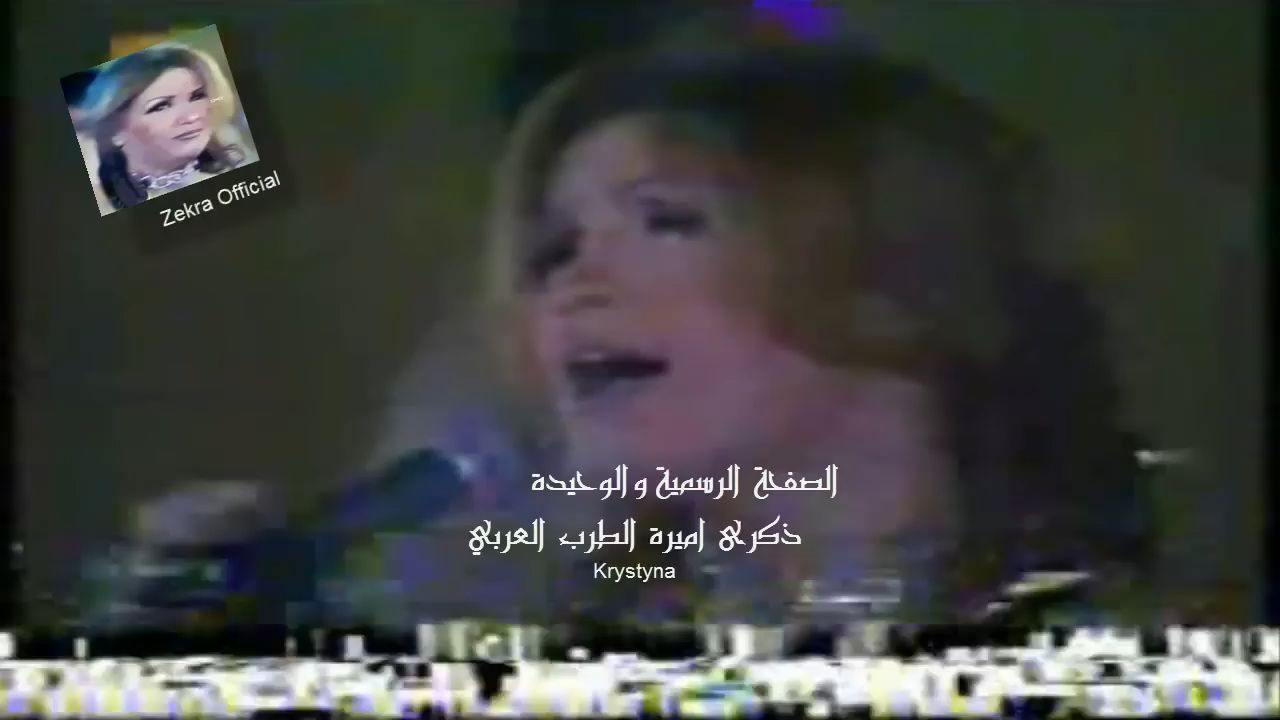 Zekra Official
الصفحة الرسمية والوحيدة
ذكرى اميرة الطرب العربي
Krystyna